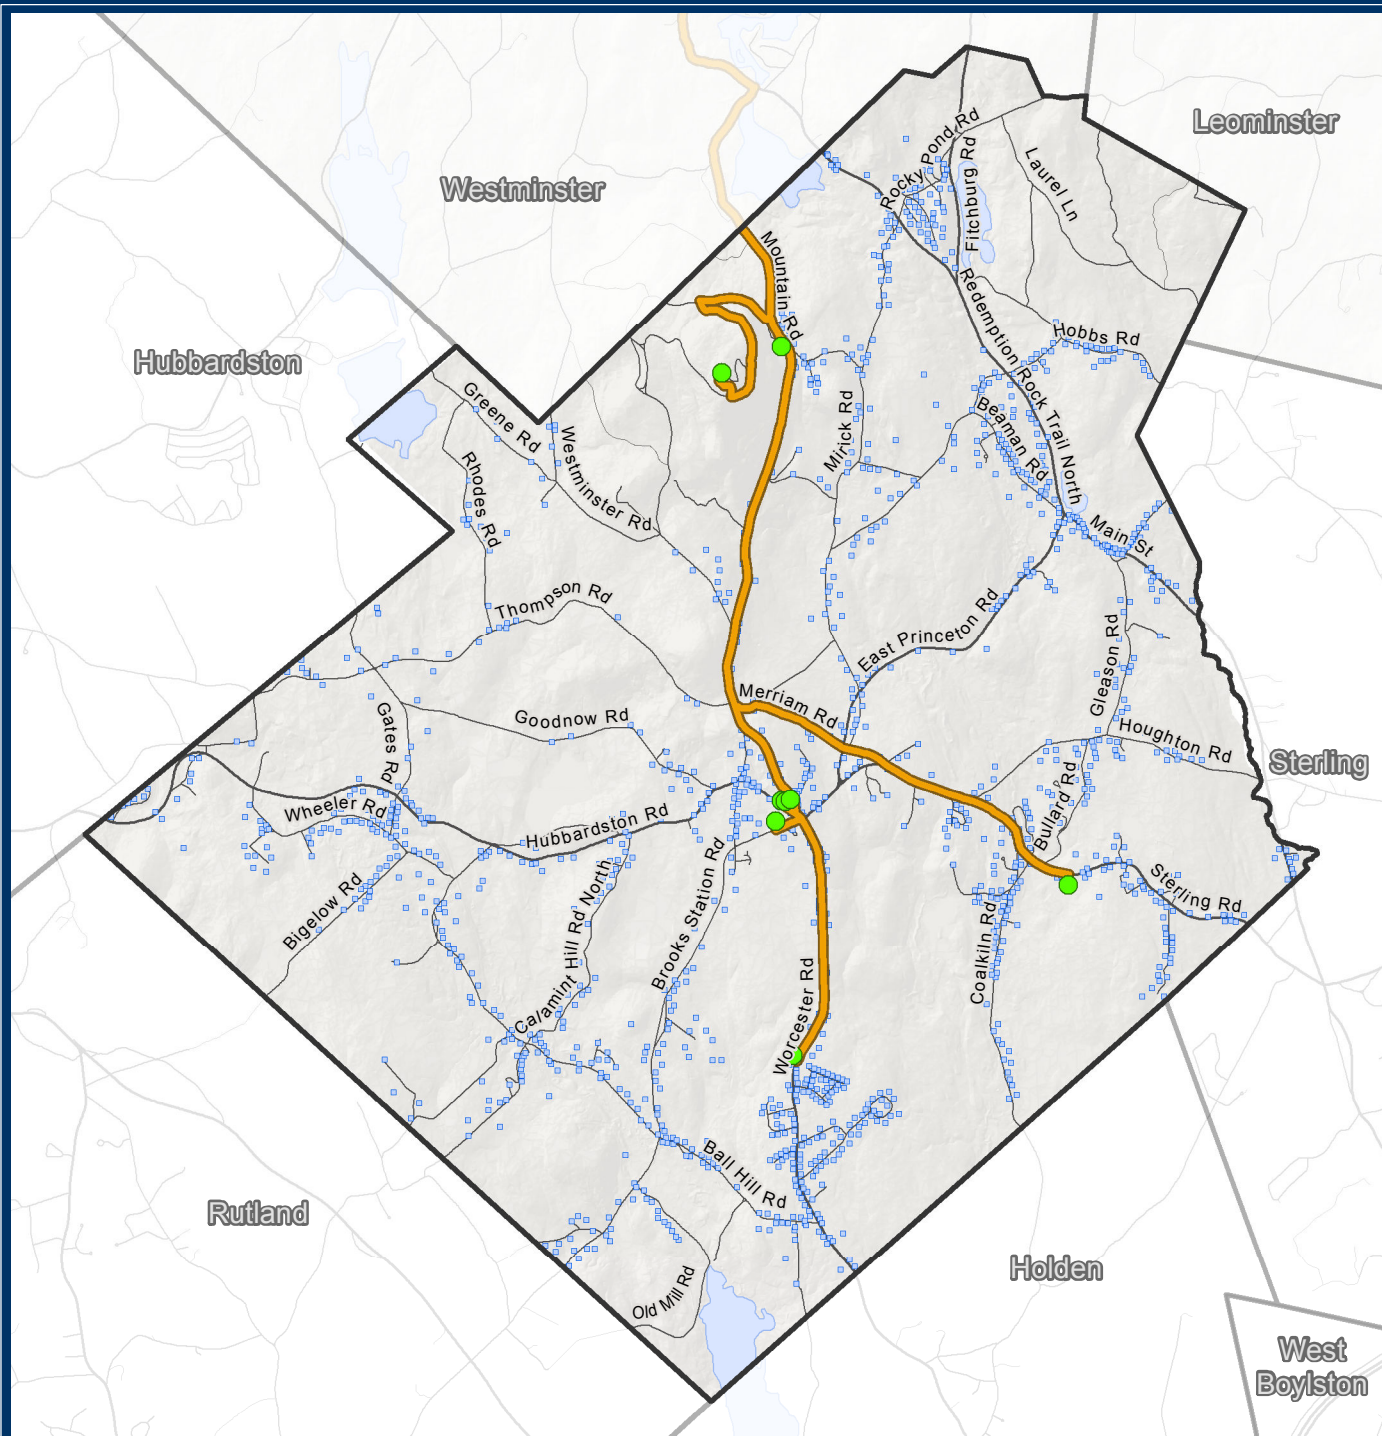 Leominster
Westminster
Hubbardston
Rocky Pond Rd
Fitchburg Rd
Laurel Ln
Mountain Rd
Redemption Rock Trail North
Hobbs Rd
Greene Rd
Westminster Rd
Rhodes Rd
Mirick Rd
Beaman Rd
Main St
Thompson Rd
East Princeton Rd
Gleason Rd
Merriam Rd
Goodnow Rd
Gates Rd
Houghton Rd
Sterling
Wheeler Rd
Hubbardston Rd
Bullard Rd
Sterling Rd
Bigelow Rd
Calamint Hill Rd North
Brooks Station Rd
Coalkiln Rd
Worcester Rd
Ball Hill Rd
Rutland
Old Mill Rd
Holden
West
Boylston